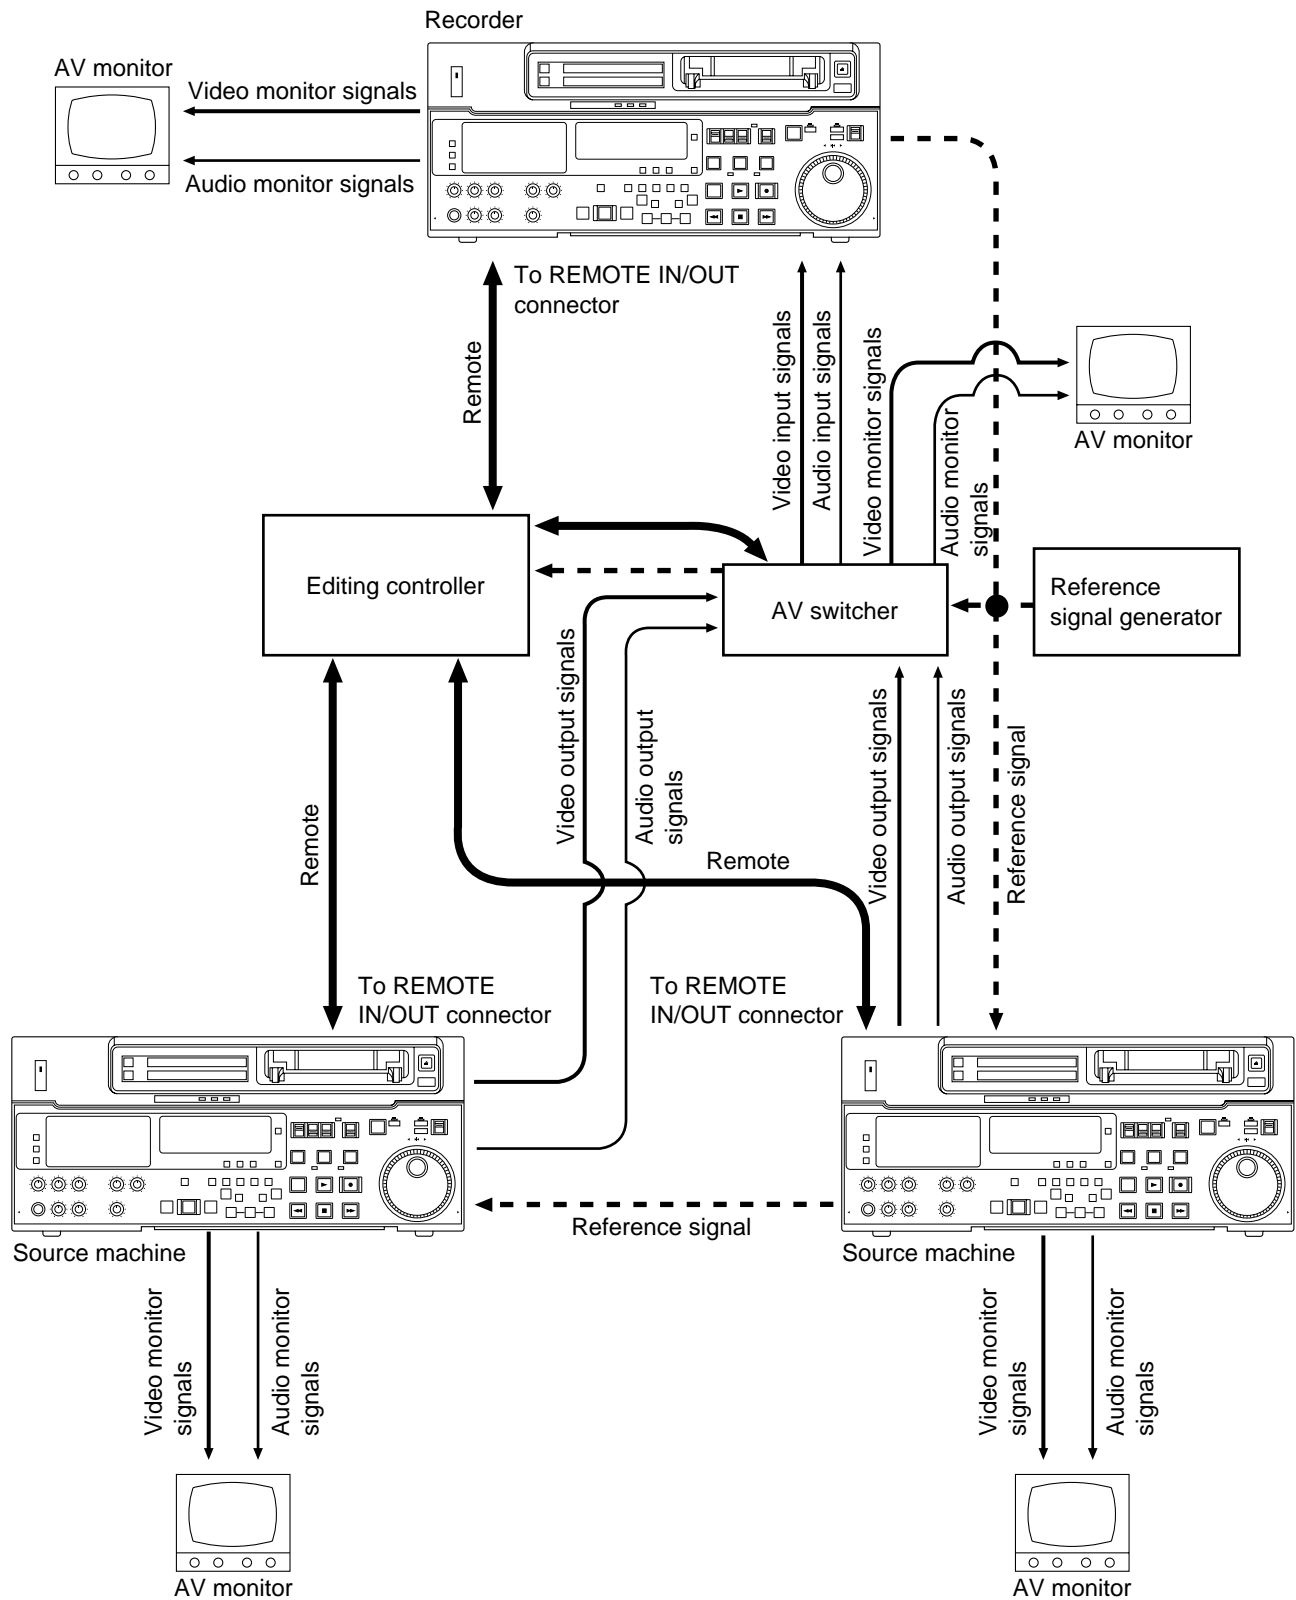 Recorder
AV monitor
Video monitor signals
Audio monitor signals
To REMOTE IN/OUT
connector
Remote
Video input signals
Audio input signals
Video monitor signals
Audio monitor
signals
AV monitor
Editing controller
AV switcher
Reference
signal generator
Video output signals
Audio output
signals
Video output signals
Audio output signals
Reference signal
Remote
Remote
To REMOTE
IN/OUT connector
To REMOTE
IN/OUT connector
Reference signal
Source machine
Source machine
Video monitor
signals
Audio monitor
signals
Video monitor
signals
Audio monitor
signals
AV monitor
AV monitor